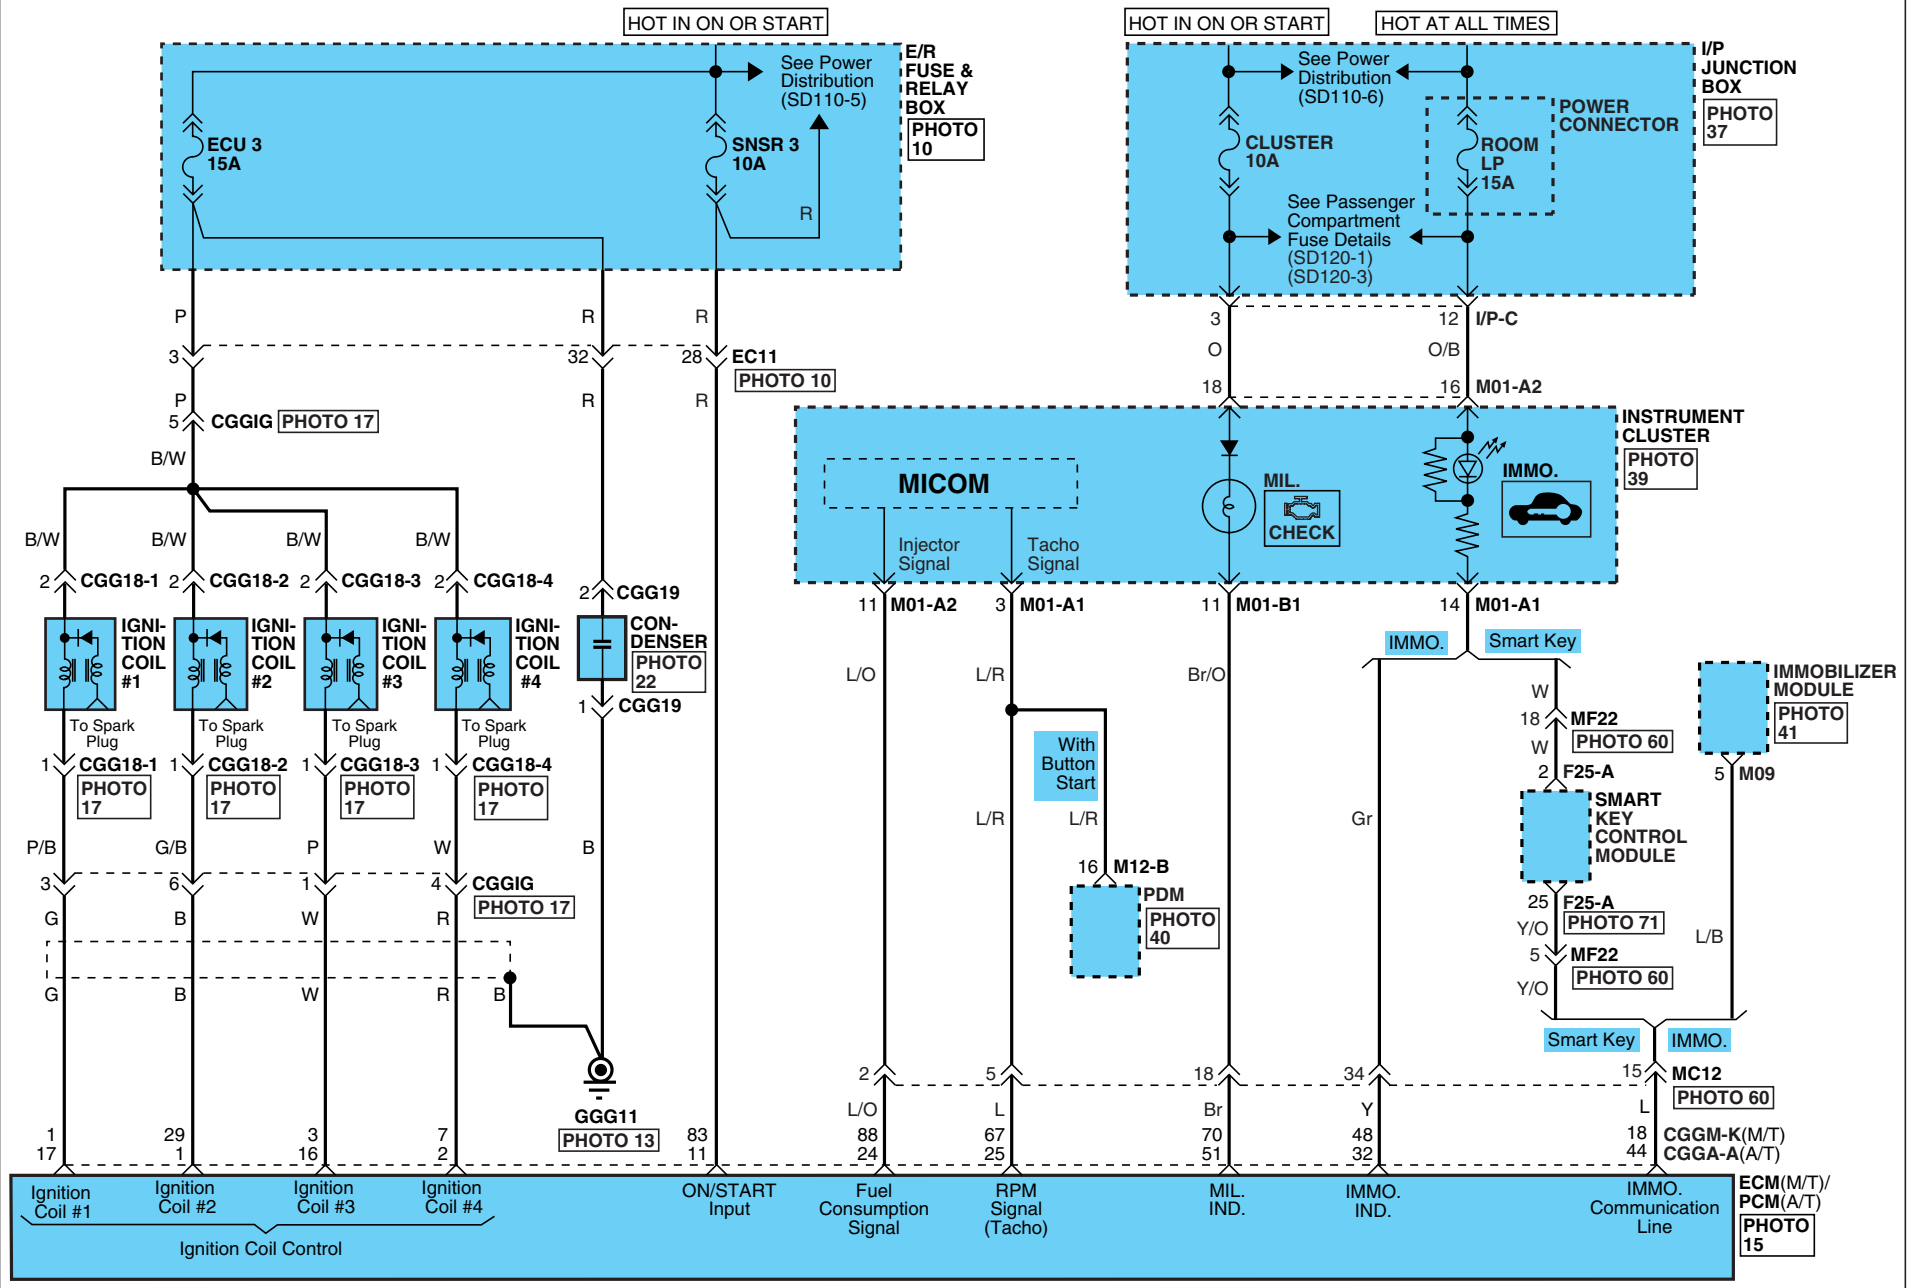 HOT IN ON OR START
HOT IN ON OR START
HOT AT ALL TIMES
See Power
Distribution
(SD110-5)
E/R
FUSE &
RELAY
BOX
PHOTO
10
ECU 3
15A
SNSR 3
10A
R
See Power
Distribution
(SD110-6)
I/P
JUNCTION
BOX
PHOTO
37
POWER
CONNECTOR
CLUSTER
10A
ROOM
LP
15A
See Passenger
Compartment
Fuse Details
(SD120-1)
(SD120-3)
P
R
R
3
32
28
EC11
PHOTO 10
3
12
I/P-C
O
O/B
18
16
M01-A2
P
R
R
5
CGGIG
PHOTO 17
B/W
INSTRUMENT
CLUSTER
PHOTO
39
MICOM
MIL.
CHECK
IMMO.
Injector
Signal
Tacho
Signal
B/W
B/W
B/W
B/W
2
CGG18-1
2
CGG18-2
2
CGG18-3
2
CGG18-4
2
CGG19
11
M01-A2
3
M01-A1
11
M01-B1
14
M01-A1
IGNI-
TION
COIL
#1
IGNI-
TION
COIL
#2
IGNI-
TION
COIL
#3
IGNI-
TION
COIL
#4
CON-
DENSER
PHOTO
22
1
CGG19
To Spark
Plug
To Spark
Plug
To Spark
Plug
To Spark
Plug
1
CGG18-1
PHOTO
17
1
CGG18-2
PHOTO
17
1
CGG18-3
PHOTO
17
1
CGG18-4
PHOTO
17
L/O
L/R
Br/O
IMMO.
Smart Key
W
18
MF22
PHOTO 60
W
2
F25-A
IMMOBILIZER
MODULE
PHOTO
41
5
M09
With
Button
Start
L/R
L/R
Gr
SMART
KEY
CONTROL
MODULE
P/B
G/B
P
W
B
3
6
1
4
CGGIG
PHOTO 17
16
M12-B
PDM
PHOTO
40
25
F25-A
PHOTO 71
Y/O
5
MF22
PHOTO 60
Y/O
L/B
G
B
W
R
G
B
W
R
B
Smart Key
IMMO.
GGG11
PHOTO 13
2
5
18
34
15
MC12
PHOTO 60
L/O
L
Br
Y
L
1
29
3
7
83
88
67
70
48
18
CGGM-K(M/T)
17
1
16
2
11
24
25
51
32
44
CGGA-A(A/T)
Ignition
Coil #1
Ignition
Coil #2
Ignition
Coil #3
Ignition
Coil #4
Ignition Coil Control
ON/START
Input
Fuel
Consumption
Signal
RPM
Signal
(Tacho)
MIL.
IND.
IMMO.
IND.
IMMO.
Communication
Line
ECM(M/T)/
PCM(A/T)
PHOTO
15